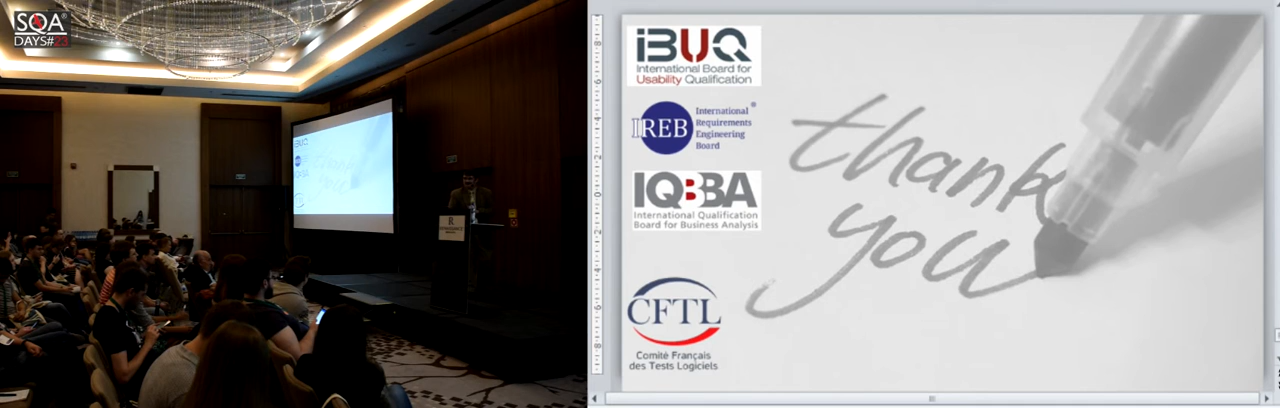 SQA®
DAYS#23
iBUQ
International Board for
Usability Qualification
IREB®
International
Requirements
Engineering
Board
IQBBA
International Qualification
Board for Business Analysis
CFTL
Comité Français
des Tests Logiciels
thank
you